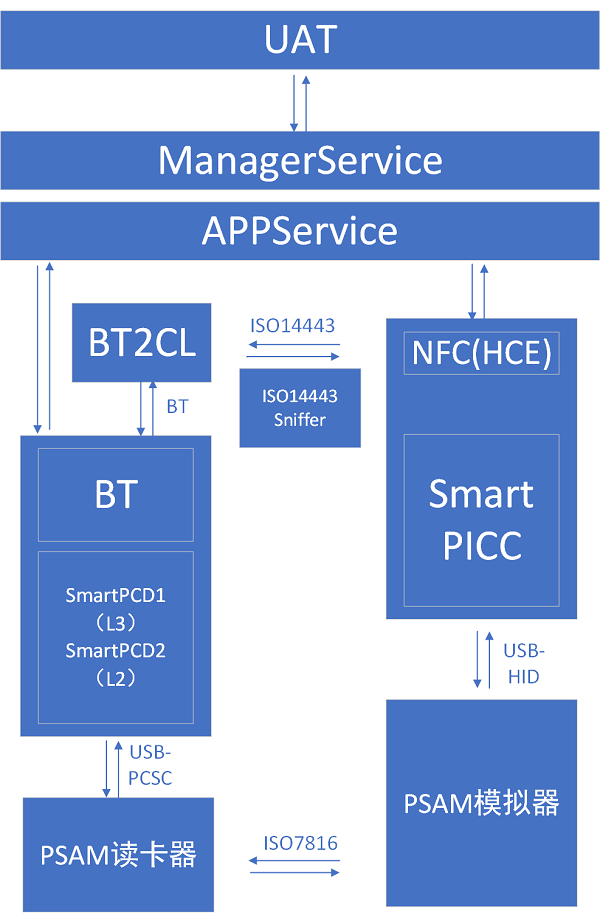 UAT
ManagerService
APPService
BT2CL
ISO14443
NFC(HCE)
BT
ISO14443
Sniffer
BT
Smart
PICC
SmartPCD1
（L3）
SmartPCD2
（L2）
USB-
HID
USB-
PCSC
PSAM模拟器
PSAM读卡器
ISO7816